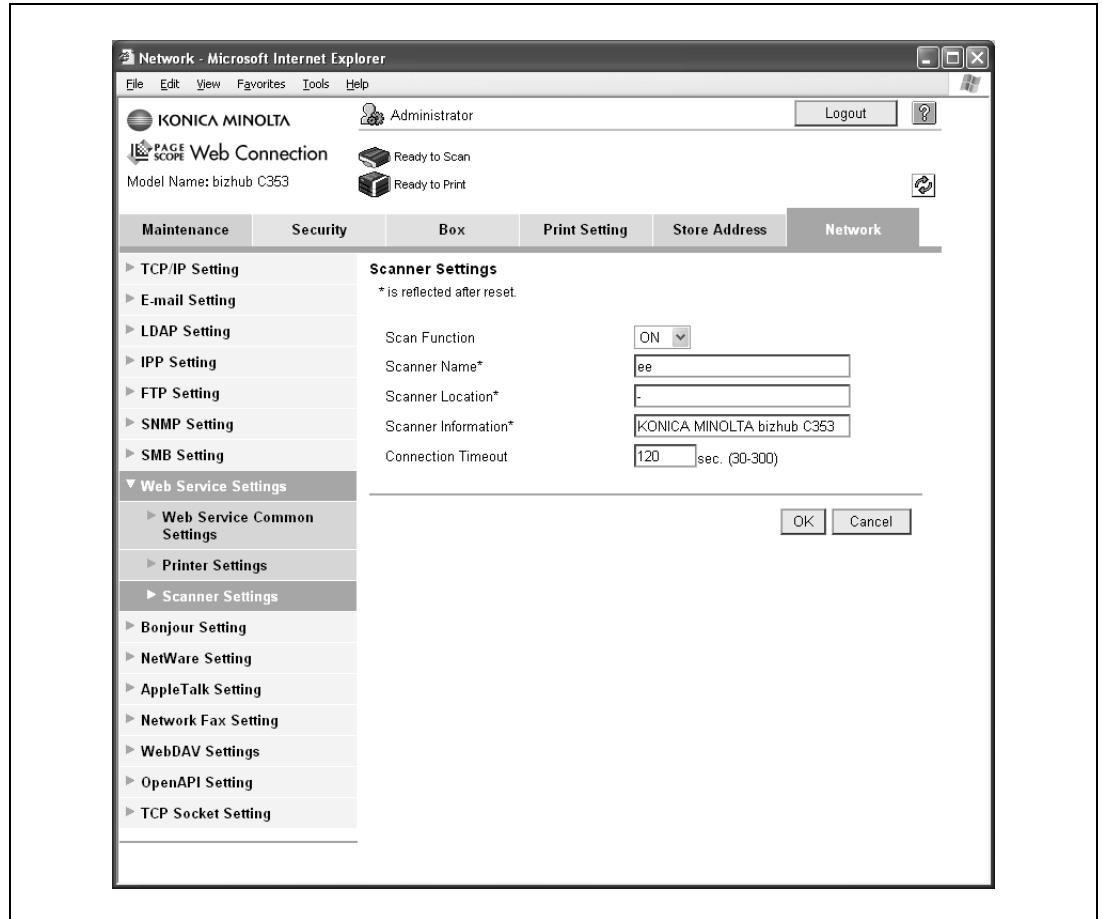 Network - Microsoft Internet Explorer
File Edit View Favorites Tools Help
KONICA MINOLTA
Administrator
Logout
?
PAGE SCOPE Web Connection
Ready to Scan
Model Name: bizhub C353
Ready to Print
Maintenance Security Box Print Setting Store Address Network
TCP/IP Setting
E-mail Setting
LDAP Setting
IPP Setting
FTP Setting
SNMP Setting
SMB Setting
Web Service Settings
Web Service Common
Settings
Printer Settings
Scanner Settings
Bonjour Setting
NetWare Setting
AppleTalk Setting
Network Fax Setting
WebDAV Settings
OpenAPI Setting
TCP Socket Setting
Scanner Settings
* is reflected after reset.
Scan Function ON
Scanner Name* ee
Scanner Location* -
Scanner Information* KONICA MINOLTA bizhub C353
Connection Timeout 120 sec. (30-300)
OK Cancel